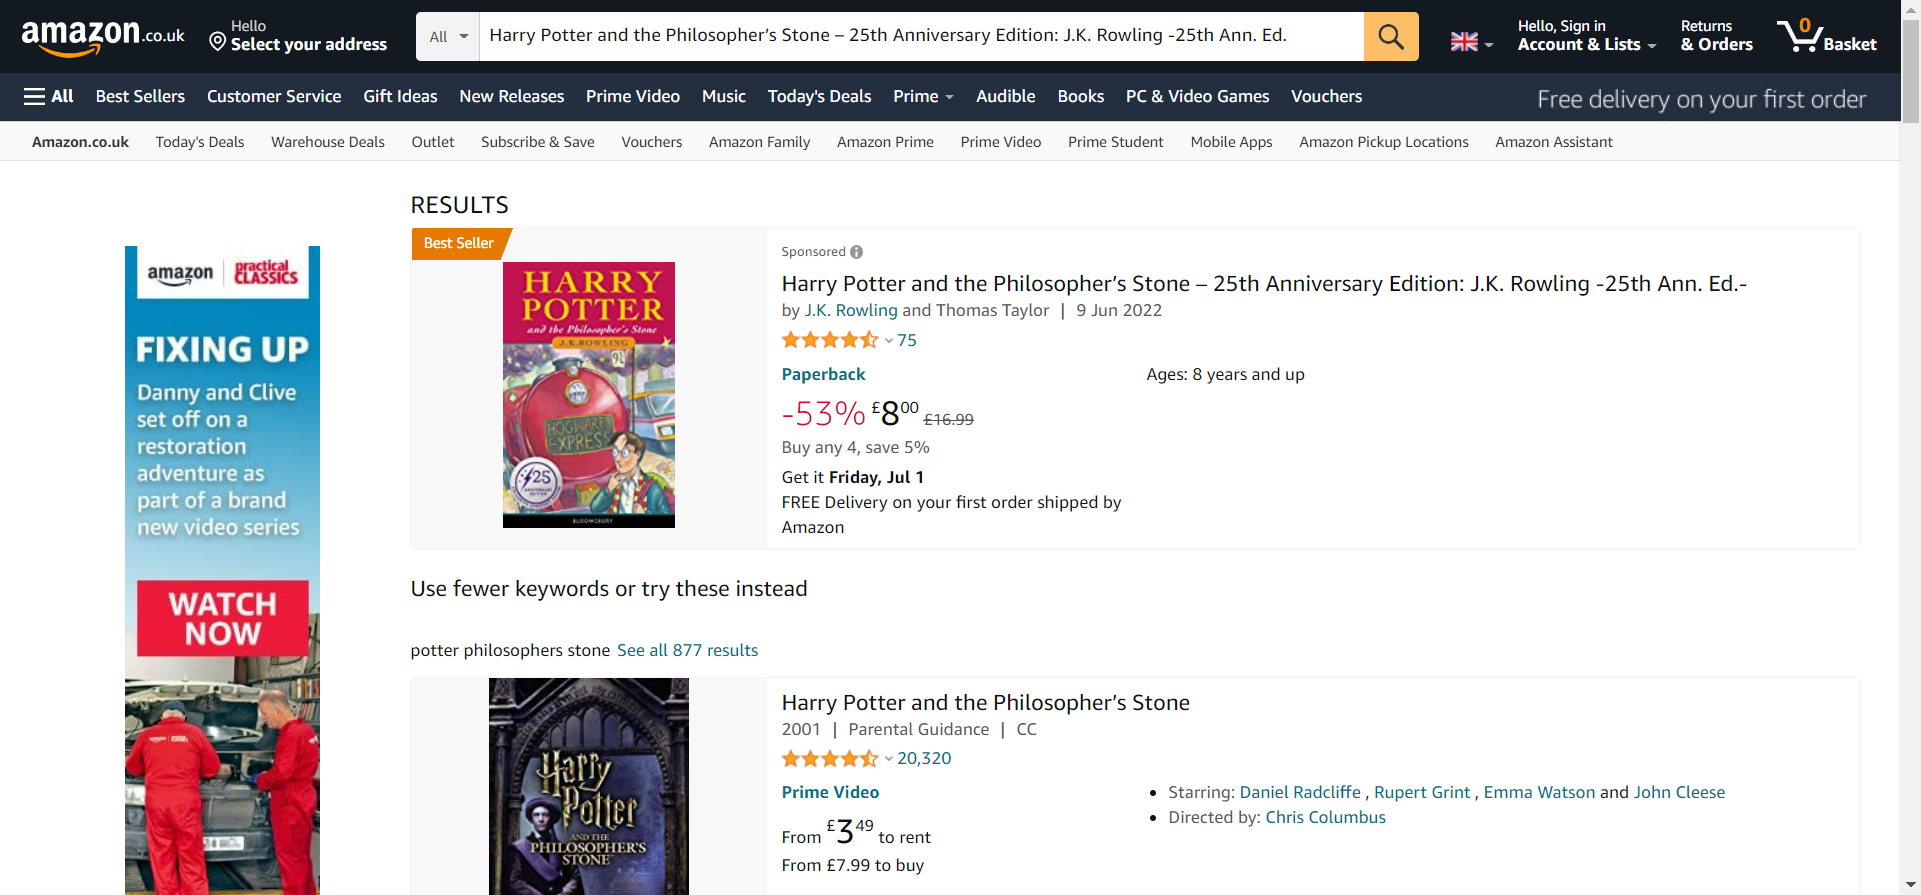 amazon.co.uk
Hello
Select your address
All
Harry Potter and the Philosopher's Stone – 25th Anniversary Edition: J.K. Rowling -25th Ann. Ed.
Hello, Sign in
Account & Lists
Returns
& Orders
0
Basket
All
Best Sellers
Customer Service
Gift Ideas
New Releases
Prime Video
Music
Today's Deals
Prime
Audible
Books
PC & Video Games
Vouchers
Free delivery on your first order
Amazon.co.uk
Today's Deals
Warehouse Deals
Outlet
Subscribe & Save
Vouchers
Amazon Family
Amazon Prime
Prime Video
Prime Student
Mobile Apps
Amazon Pickup Locations
Amazon Assistant
amazon
practical
CLASSICS
FIXING UP
Danny and Clive
set off on a
restoration
adventure as
part of a brand
new video series
WATCH
NOW
RESULTS
Best Seller
HARRY
POTTER
and the Philosopher's Stone
J.K.ROWLING
9¾
HOGWARTS
EXPRESS
25
ANNIVERSARY
EDITION
BLOOMSBURY
Sponsored
Harry Potter and the Philosopher's Stone – 25th Anniversary Edition: J.K. Rowling -25th Ann. Ed.-
by J.K. Rowling and Thomas Taylor | 9 Jun 2022
75
Paperback
Ages: 8 years and up
-53% £800 £16.99
Buy any 4, save 5%
Get it Friday, Jul 1
FREE Delivery on your first order shipped by
Amazon
Use fewer keywords or try these instead
potter philosophers stone See all 877 results
Harry
Potter
AND THE
PHILOSOPHER'S
STONE
Harry Potter and the Philosopher's Stone
2001 | Parental Guidance | CC
20,320
Prime Video
From £349 to rent
From £7.99 to buy
• Starring: Daniel Radcliffe , Rupert Grint , Emma Watson and John Cleese
• Directed by: Chris Columbus